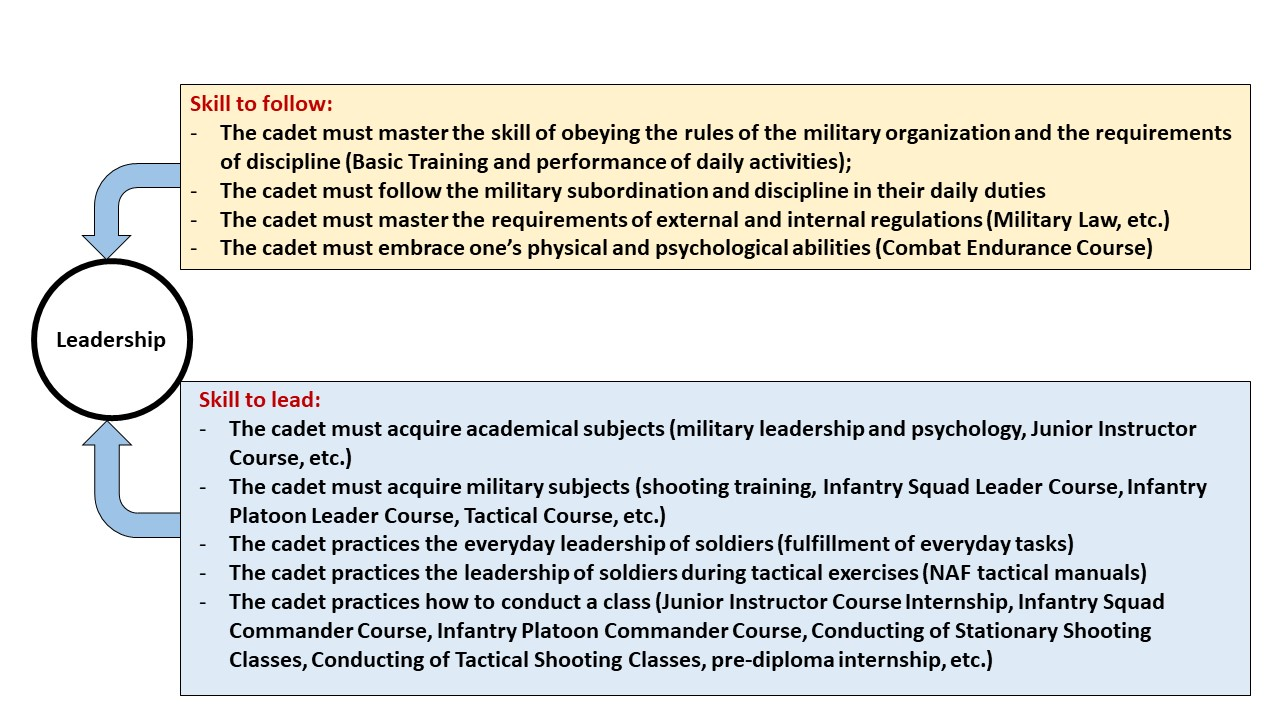 Skill to follow:
- The cadet must master the skill of obeying the rules of the military organization and the requirements
of discipline (Basic Training and performance of daily activities);
- The cadet must follow the military subordination and discipline in their daily duties
- The cadet must master the requirements of external and internal regulations (Military Law, etc.)
- The cadet must embrace one’s physical and psychological abilities (Combat Endurance Course)
Leadership
Skill to lead:
- The cadet must acquire academical subjects (military leadership and psychology, Junior Instructor
Course, etc.)
- The cadet must acquire military subjects (shooting training, Infantry Squad Leader Course, Infantry
Platoon Leader Course, Tactical Course, etc.)
- The cadet practices the everyday leadership of soldiers (fulfillment of everyday tasks)
- The cadet practices the leadership of soldiers during tactical exercises (NAF tactical manuals)
- The cadet practices how to conduct a class (Junior Instructor Course Internship, Infantry Squad
Commander Course, Infantry Platoon Commander Course, Conducting of Stationary Shooting
Classes, Conducting of Tactical Shooting Classes, pre-diploma internship, etc.)